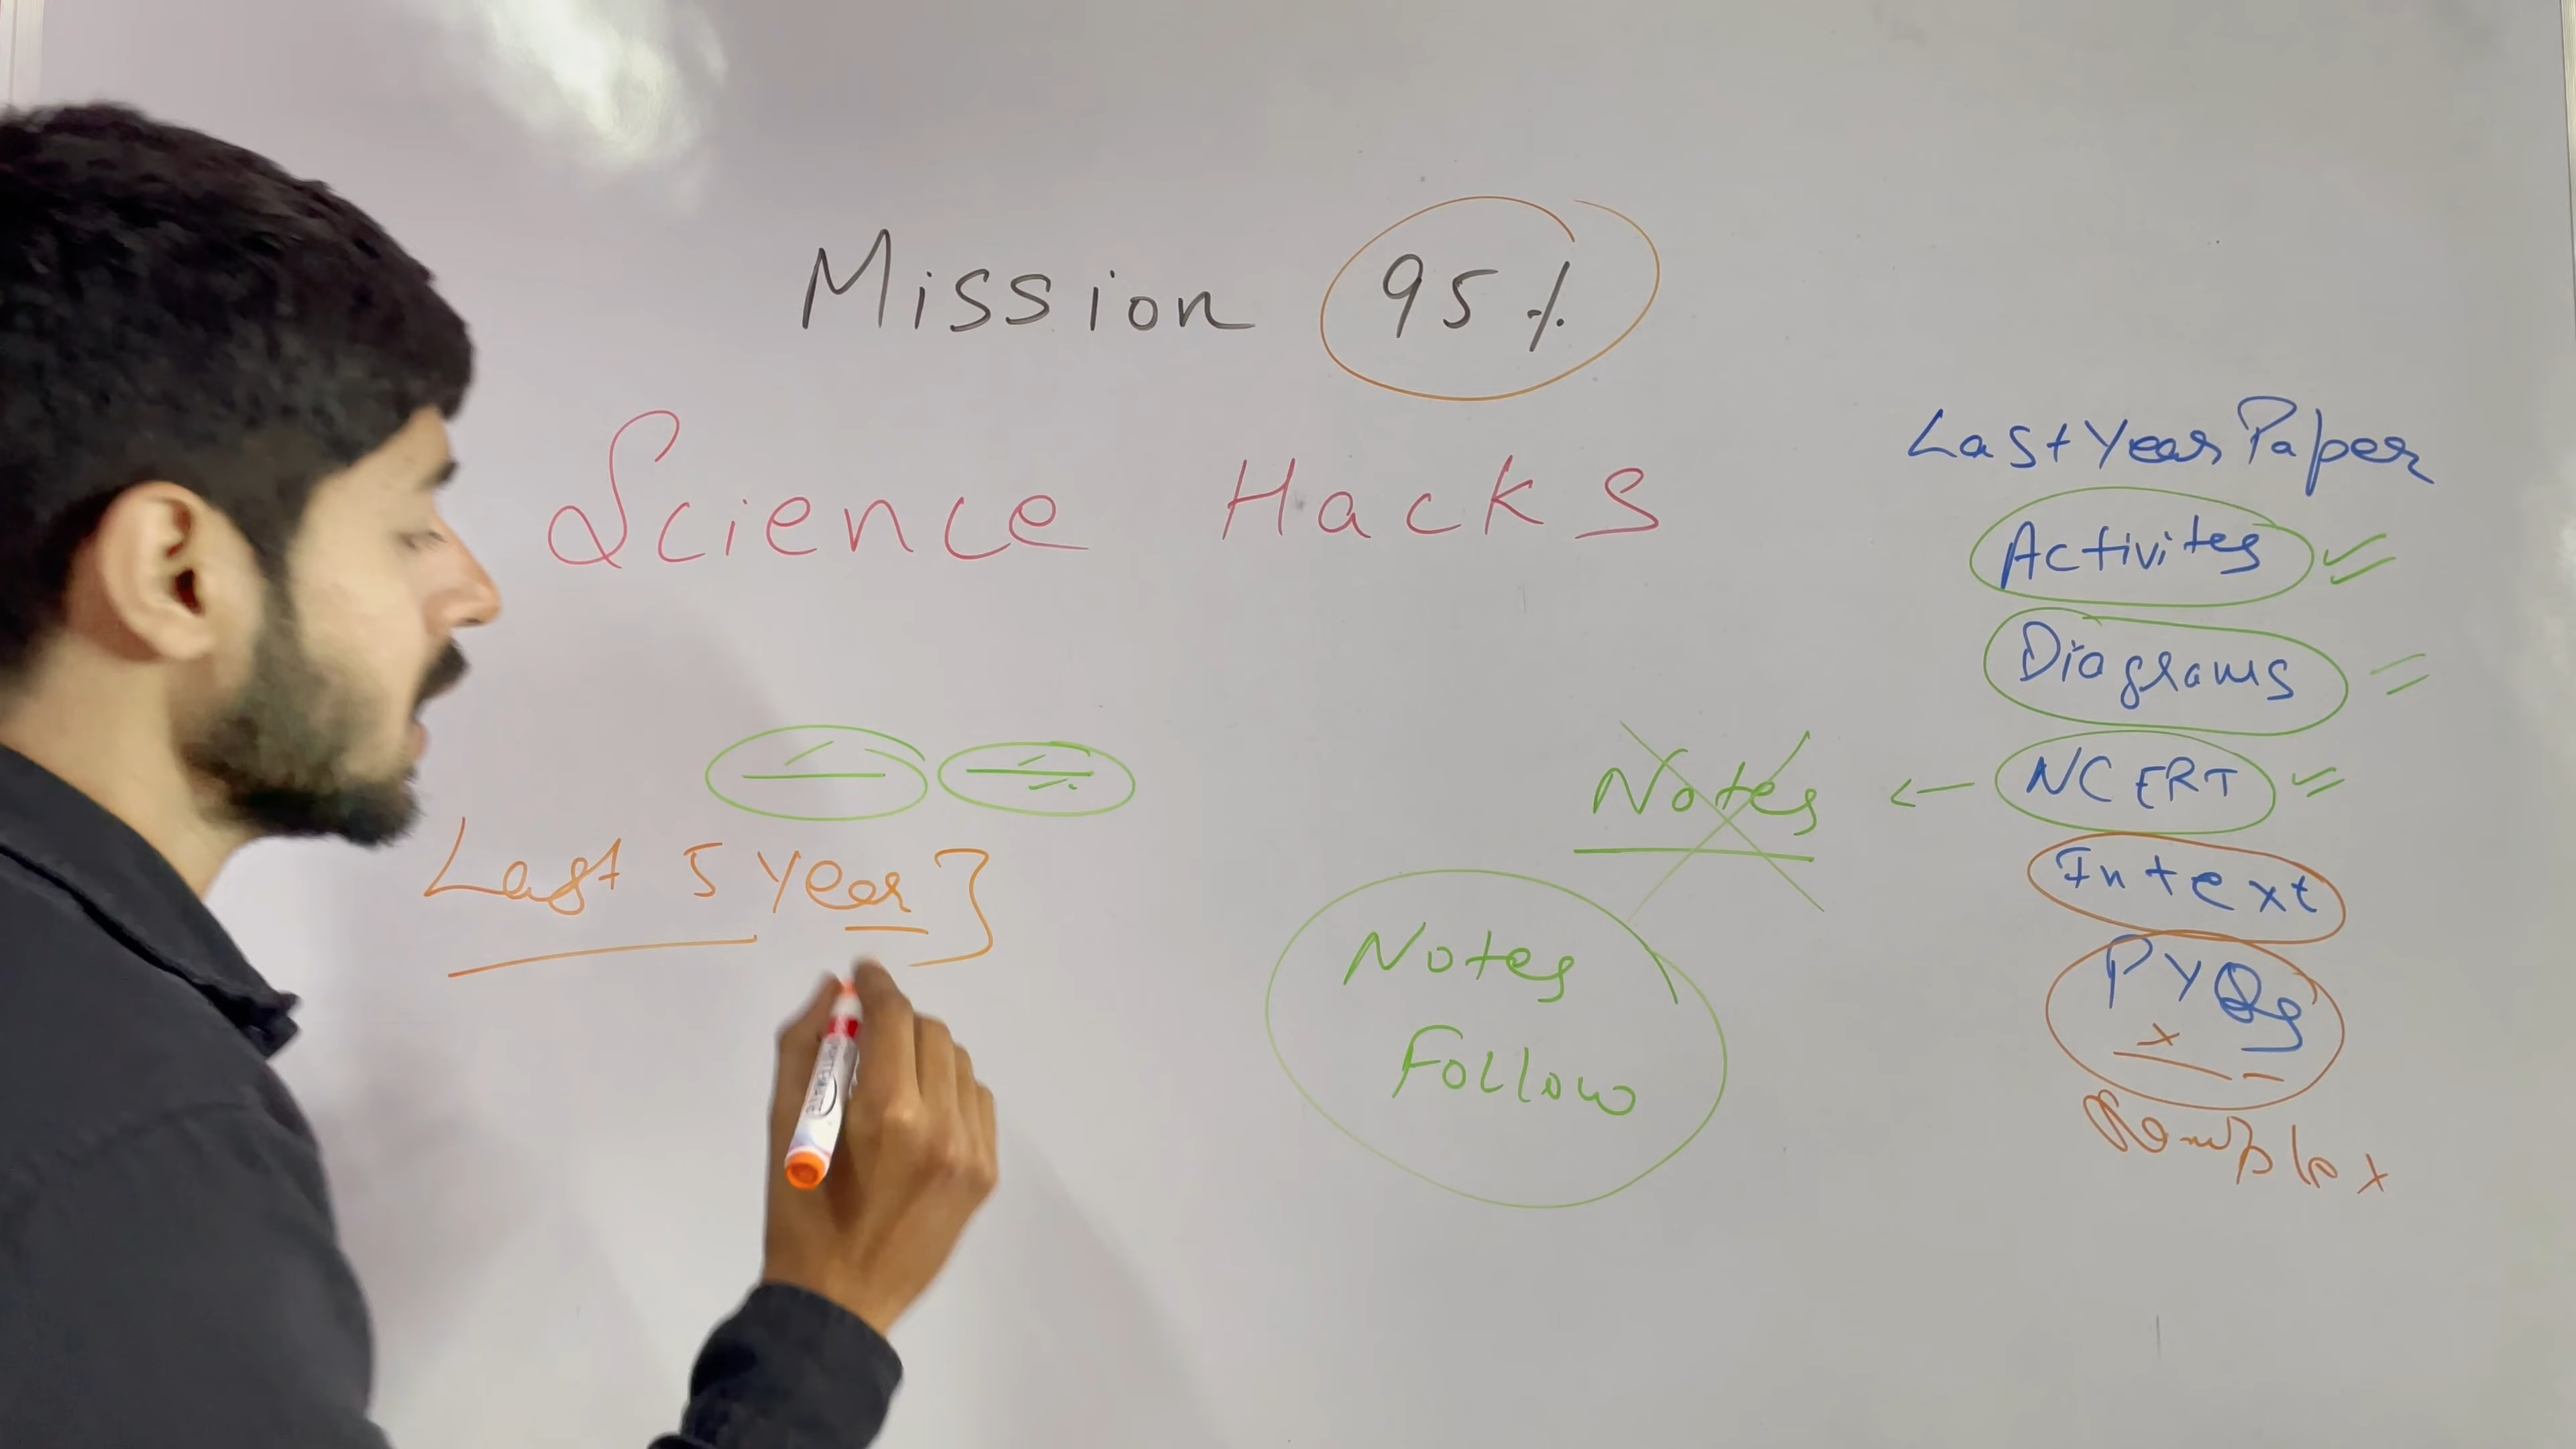 Mission 95%
Science Hacks
Last Year Paper
Activites
Diagrams
NCERT
Notes
Intext
PYQs
Last 5 Year
Notes
Follow